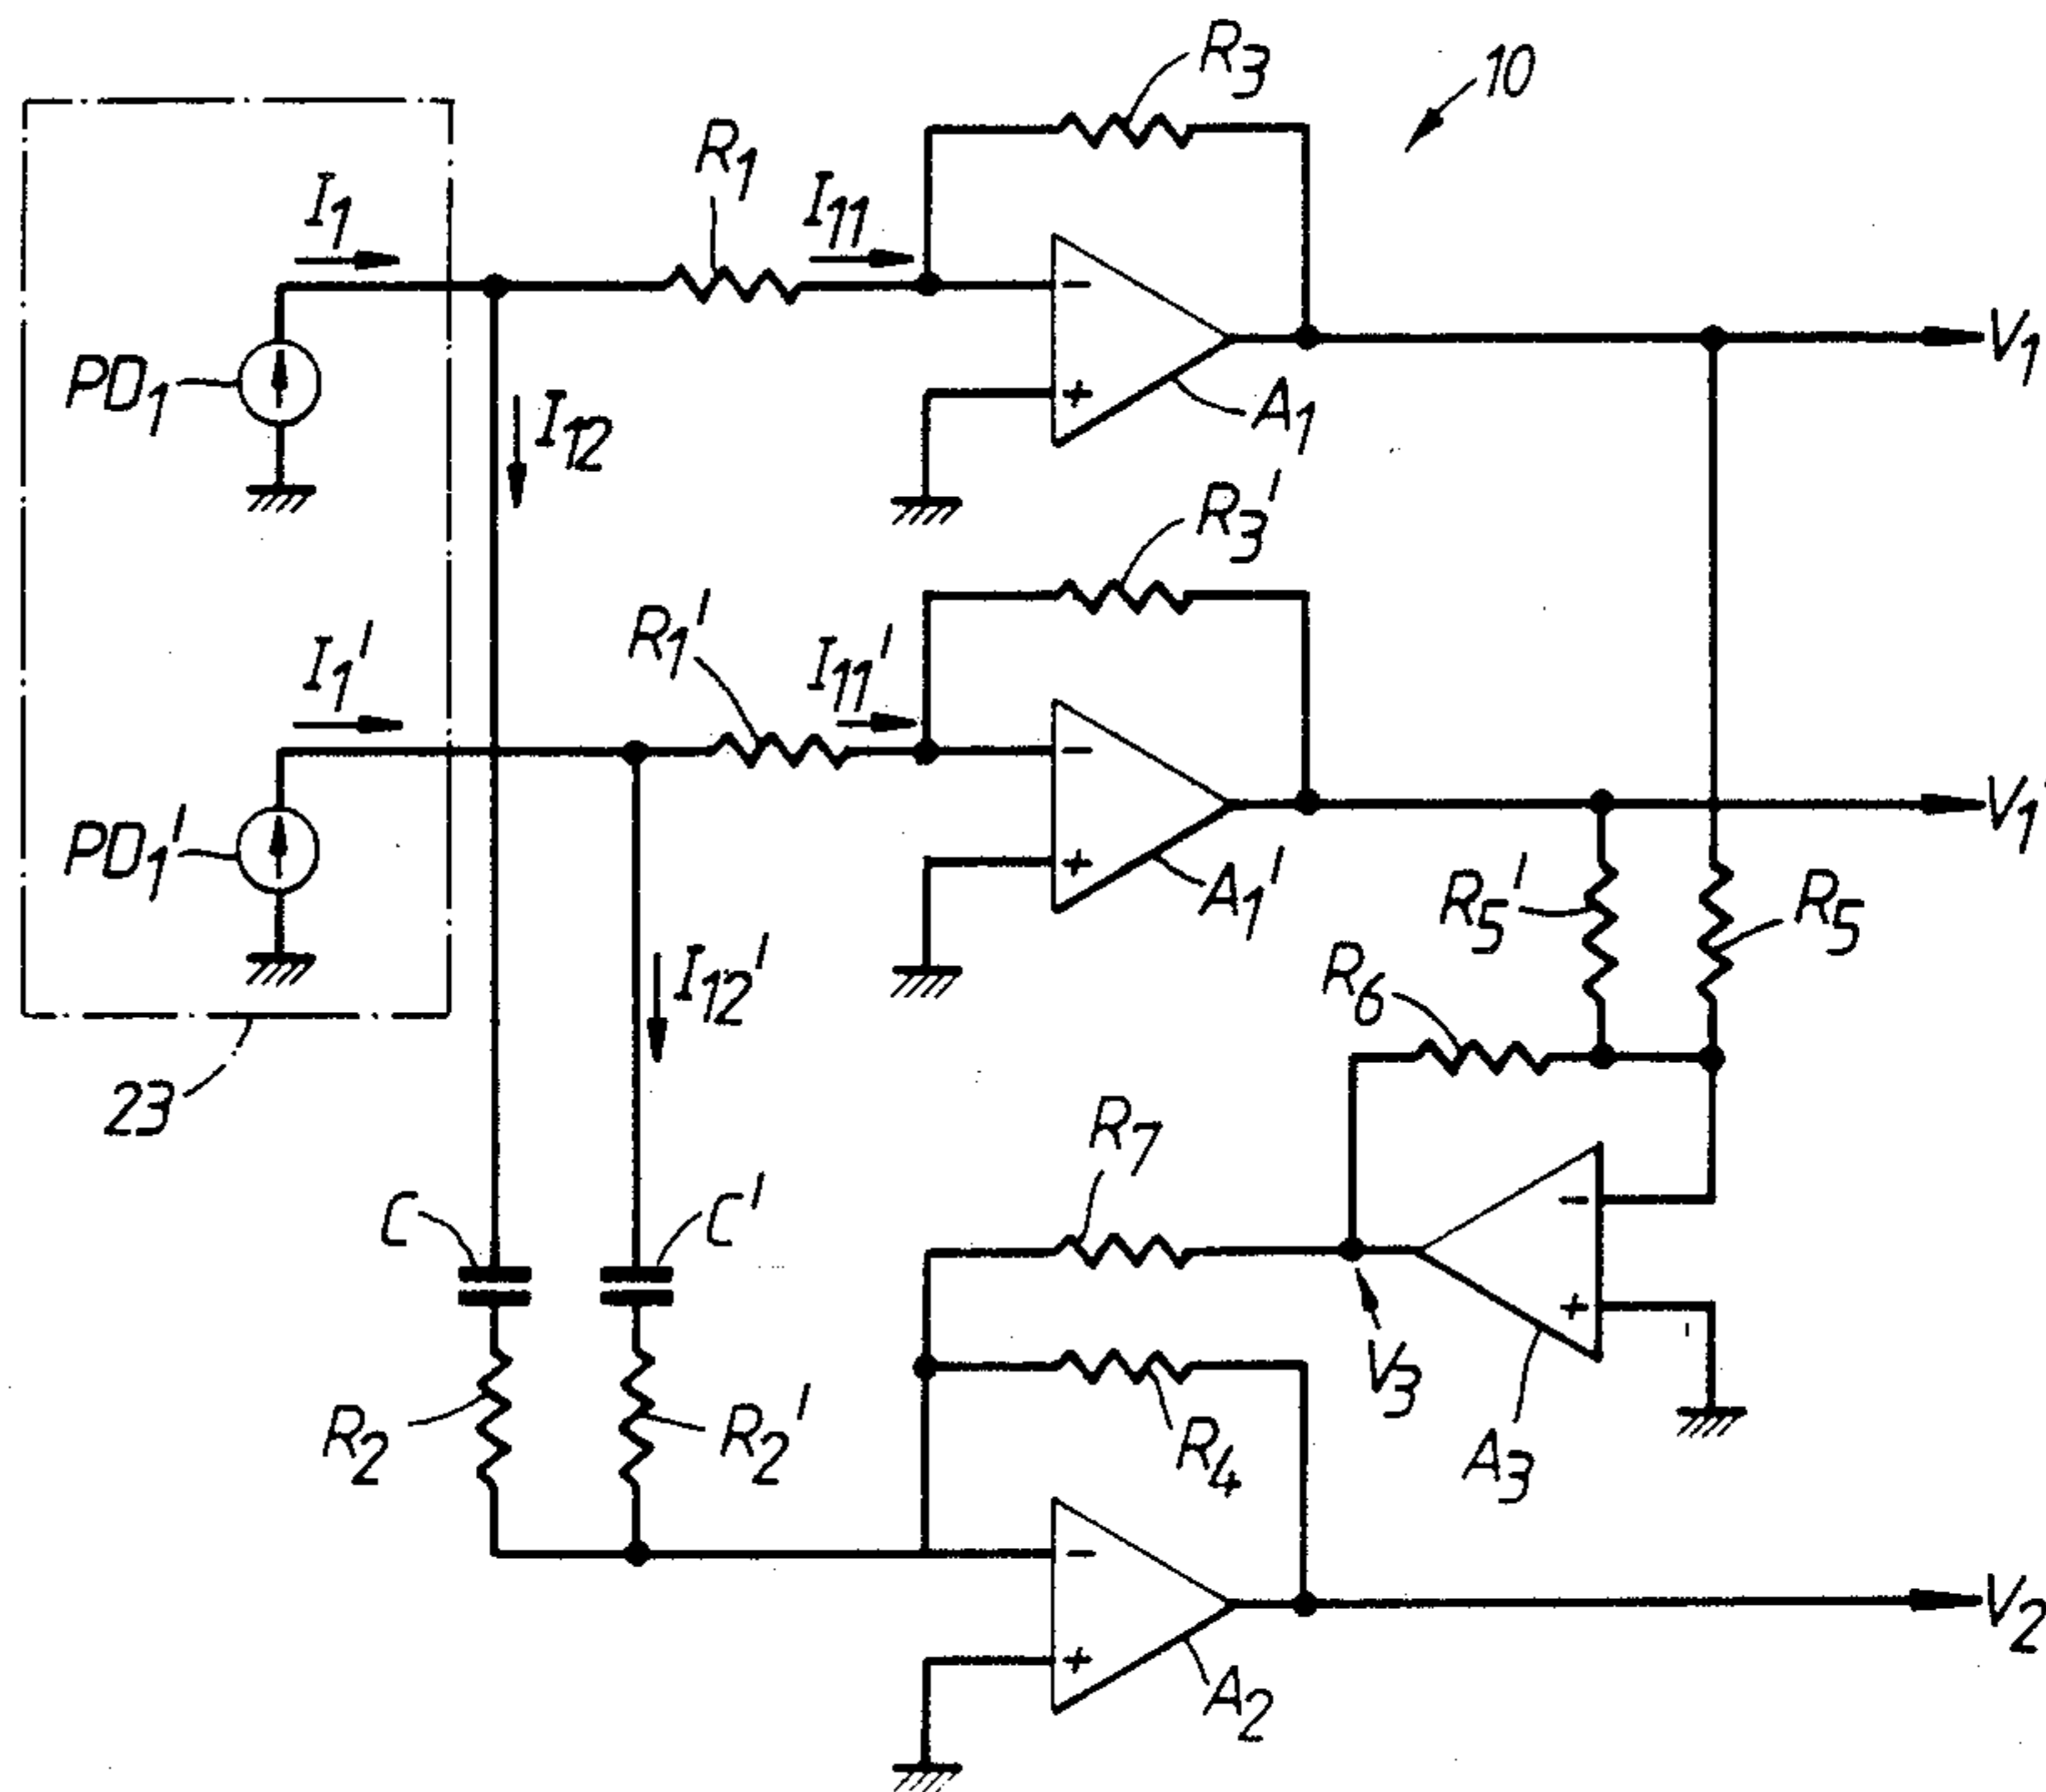 R3
10
R1
I1
I11
V1
PD1
A1
I12
R3'
R1'
I1'
I11'
V1'
PD1'
A1'
R5'
R5
R6
I12'
23
R7
C
C'
V3
R2
R2'
R4
A3
A2
V2
-
+
-
+
-
+
-
+